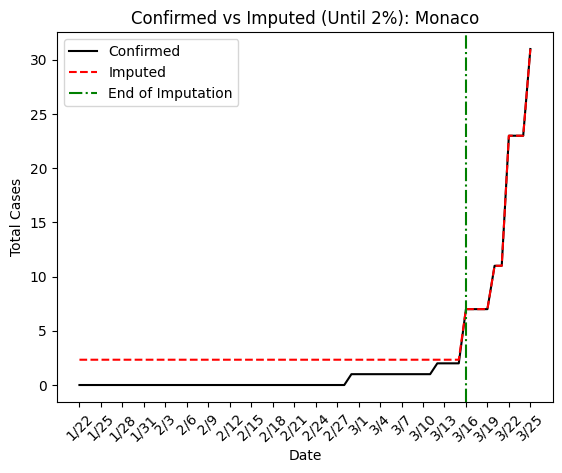 Confirmed vs Imputed (Until 2%): Monaco
Confirmed
Imputed
End of Imputation
Total Cases
30
25
20
15
10
5
0
1/22 1/25 1/28 1/31 2/3 2/6 2/9 2/12 2/15 2/18 2/21 2/24 2/27 3/1 3/4 3/7 3/10 3/13 3/16 3/19 3/22 3/25
Date